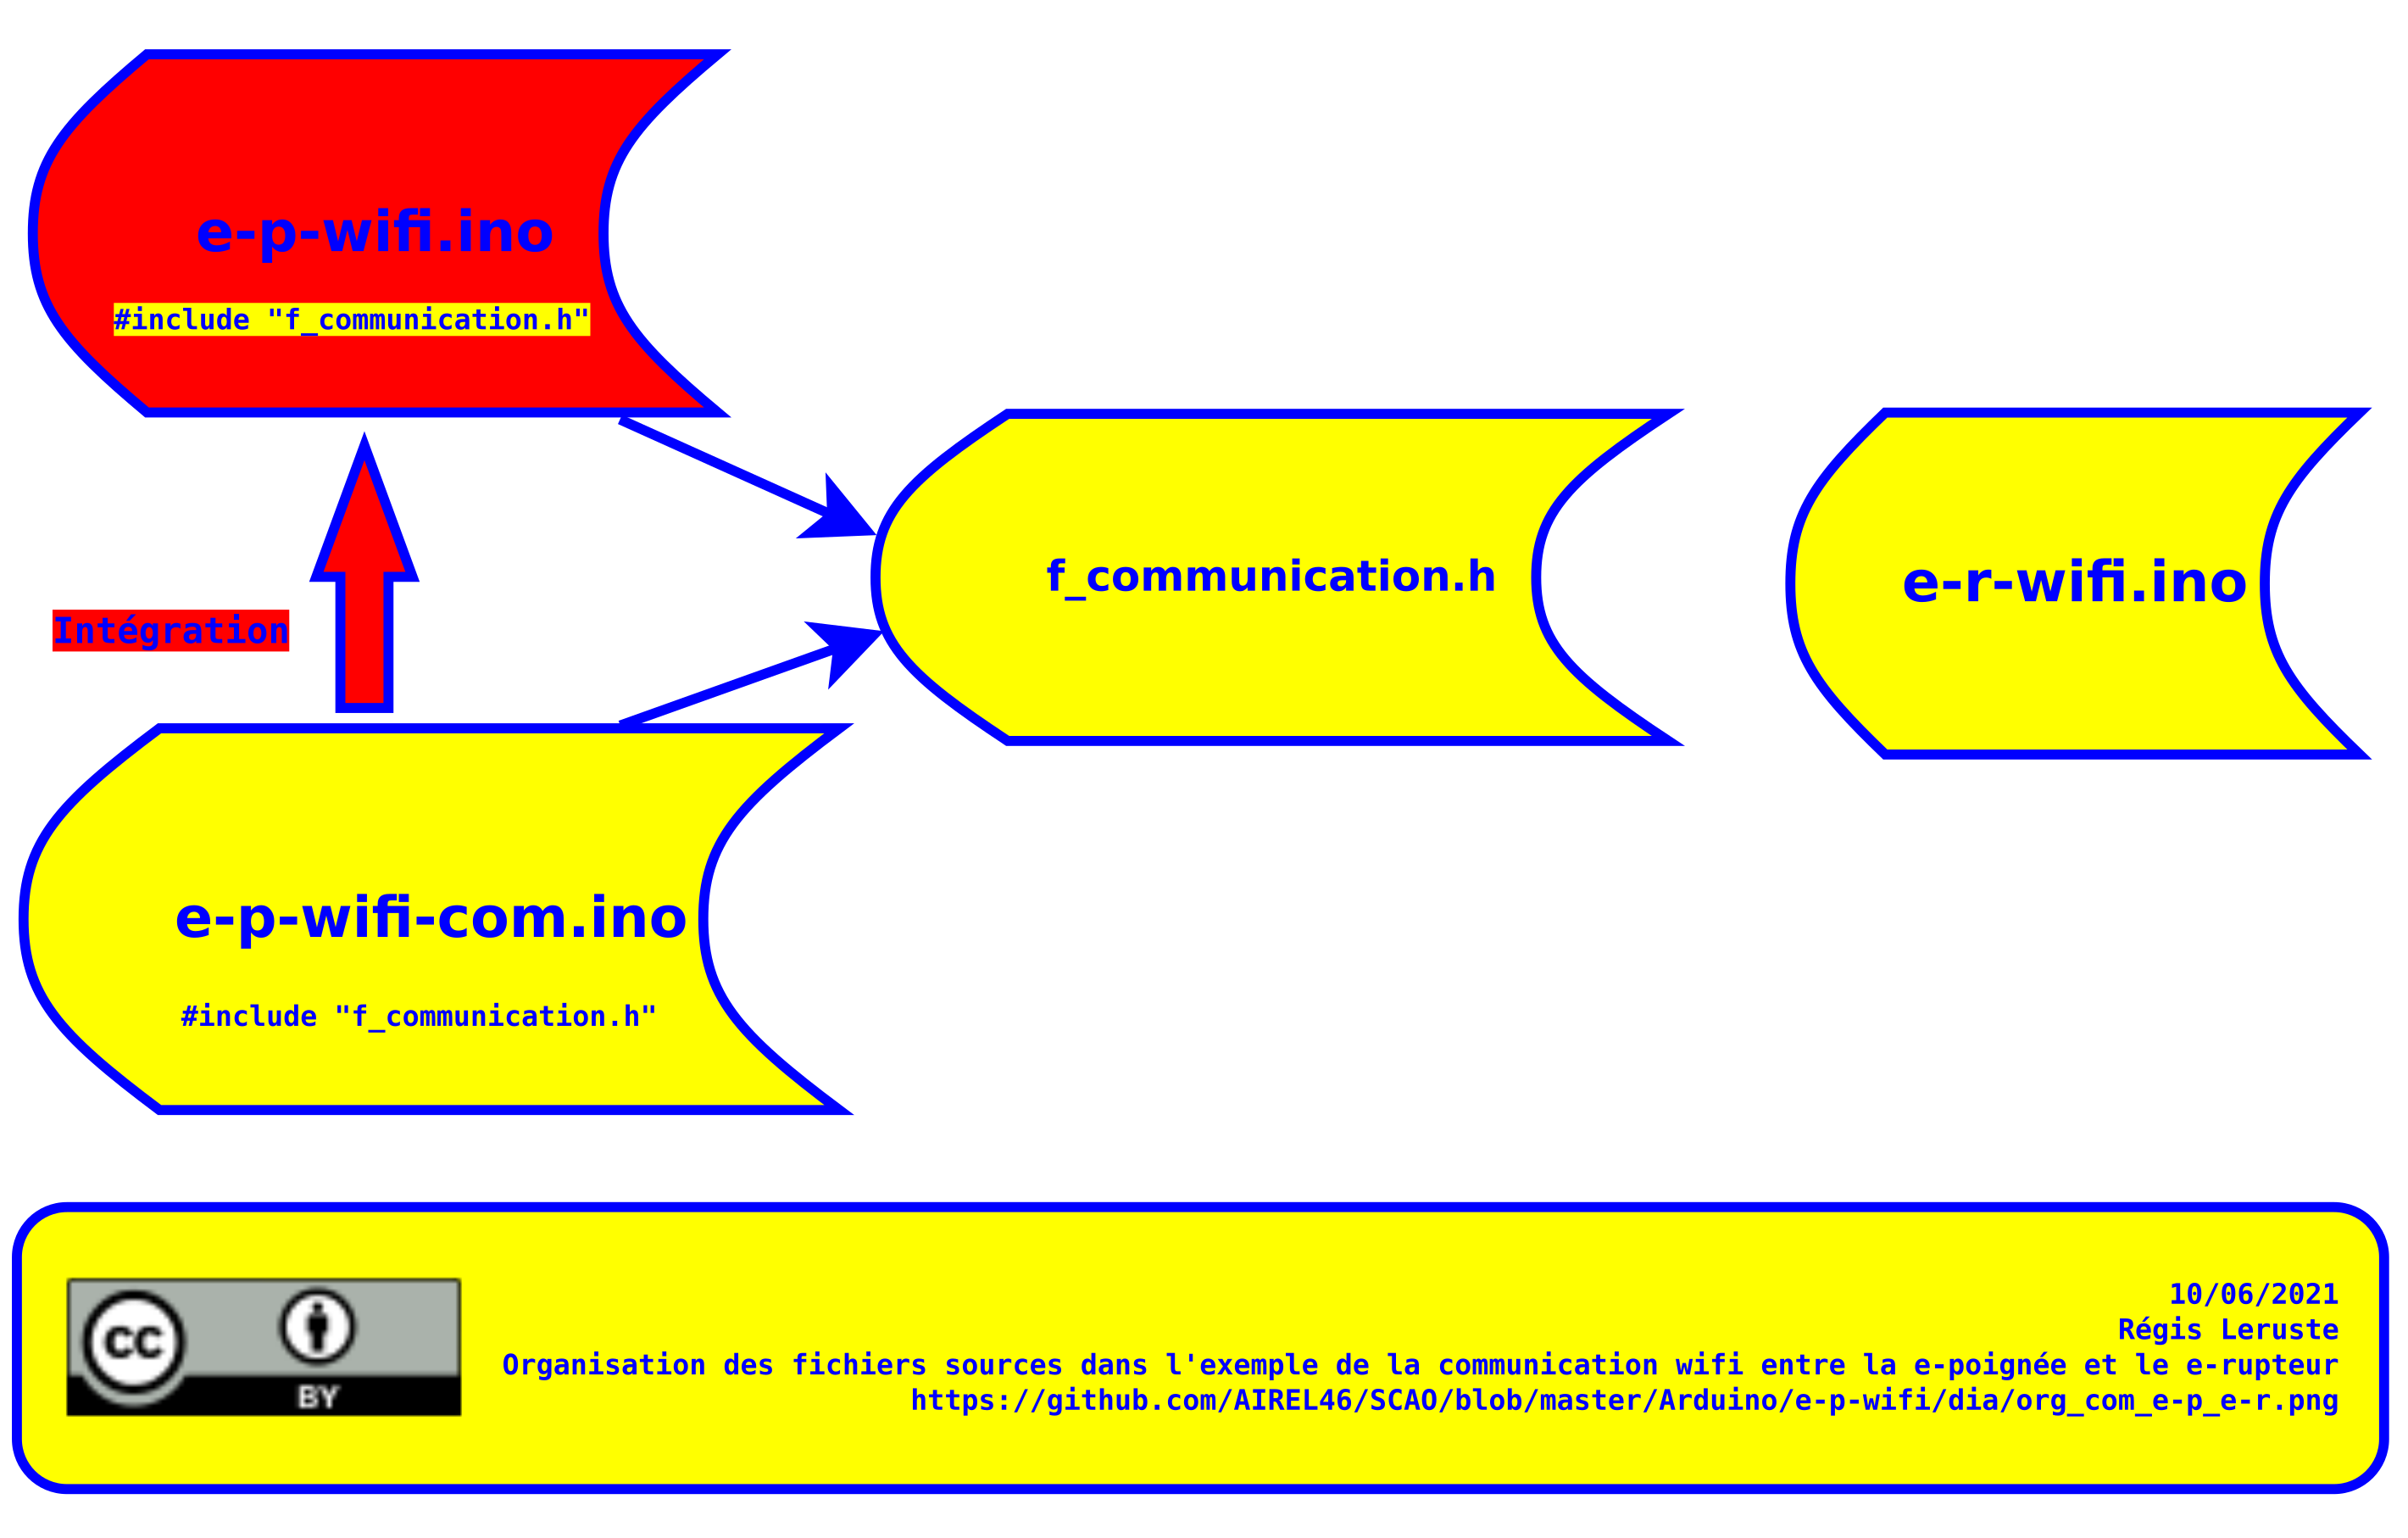 e-p-wifi.ino
#include "f_communication.h"
f_communication.h
e-r-wifi.ino
Intégration
e-p-wifi-com.ino
#include "f_communication.h"
CC
BY
10/06/2021
Régis Leruste
Organisation des fichiers sources dans l'exemple de la communication wifi entre la e-poignée et le e-rupteur
https://github.com/AIREL46/SCAO/blob/master/Arduino/e-p-wifi/dia/org_com_e-p_e-r.png